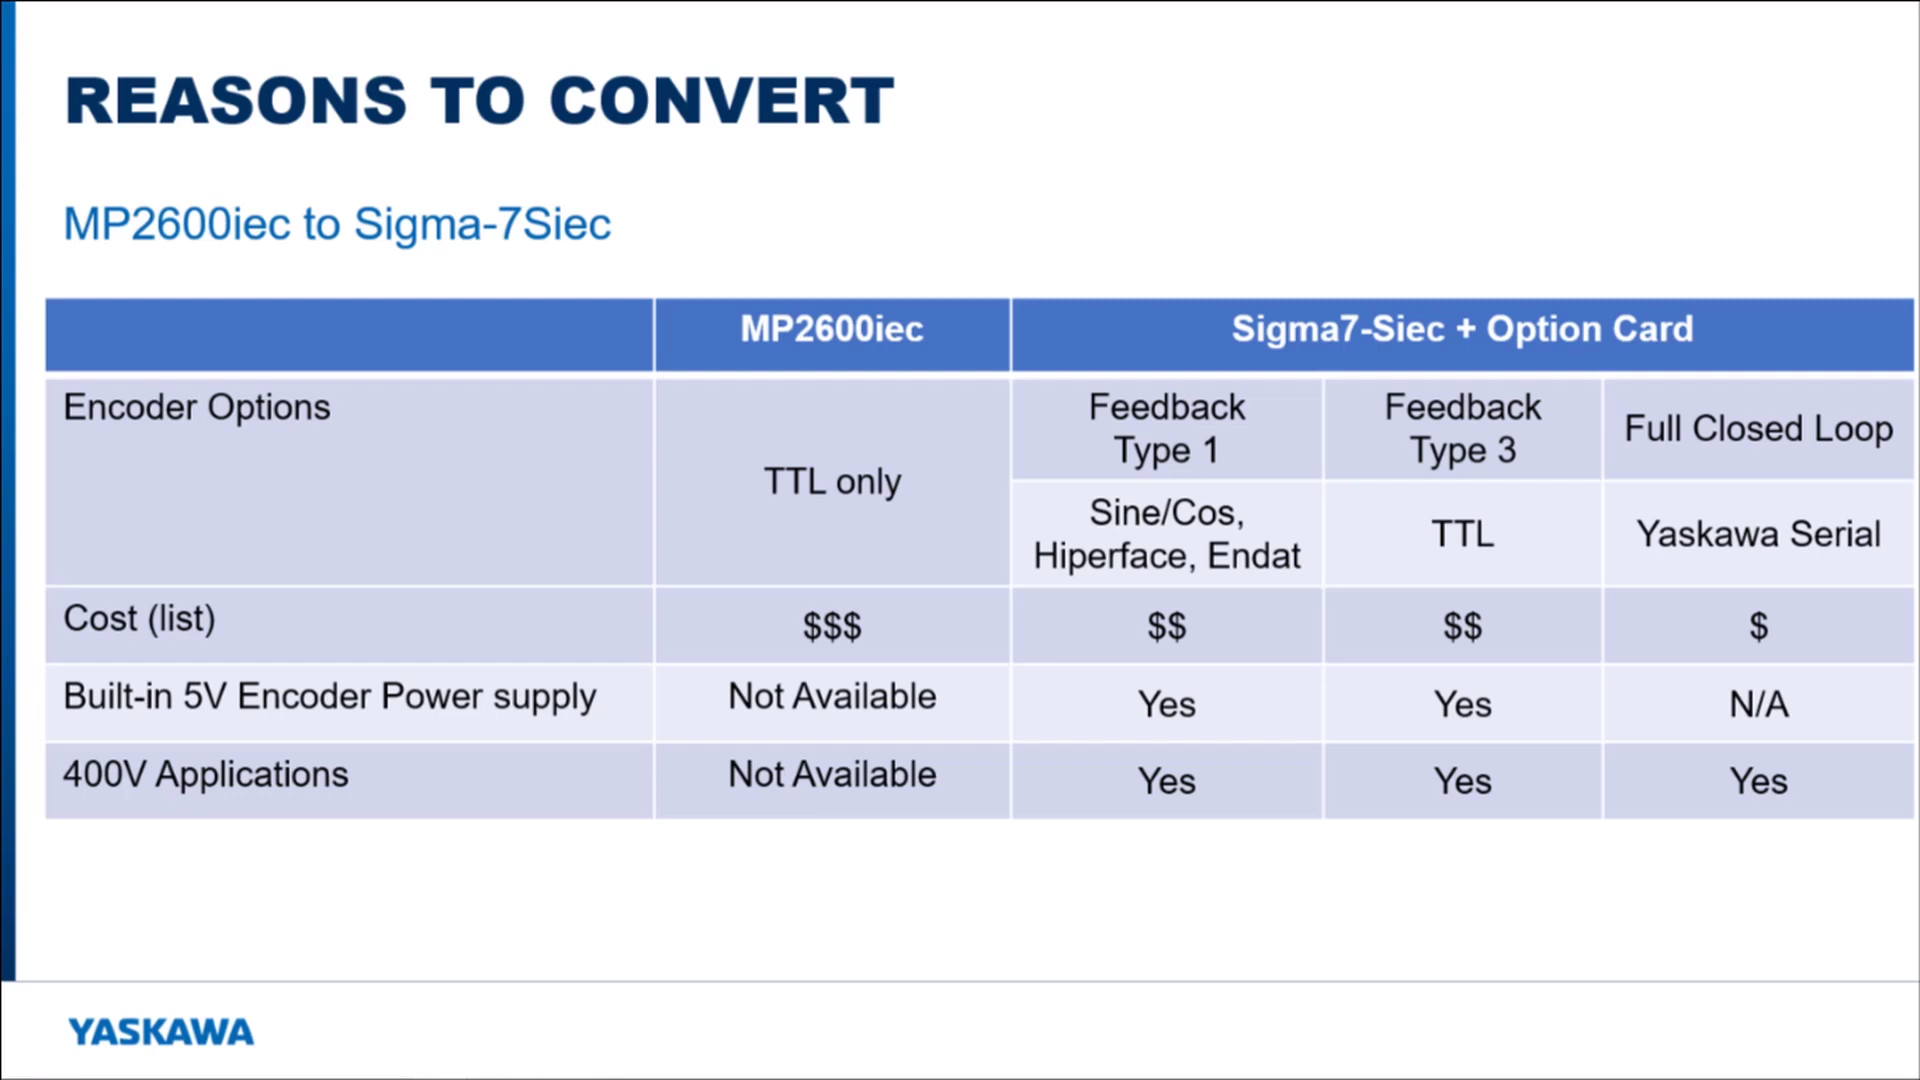 REASONS TO CONVERT
MP2600iec to Sigma-7Siec
MP2600iec
Sigma7-Siec + Option Card
Encoder Options
TTL only
Feedback
Type 1
Feedback
Type 3
Full Closed Loop
Sine/Cos,
Hiperface, Endat
TTL
Yaskawa Serial
Cost (list)
$$$
$$
$$
$
Built-in 5V Encoder Power supply
Not Available
Yes
Yes
N/A
400V Applications
Not Available
Yes
Yes
Yes
YASKAWA